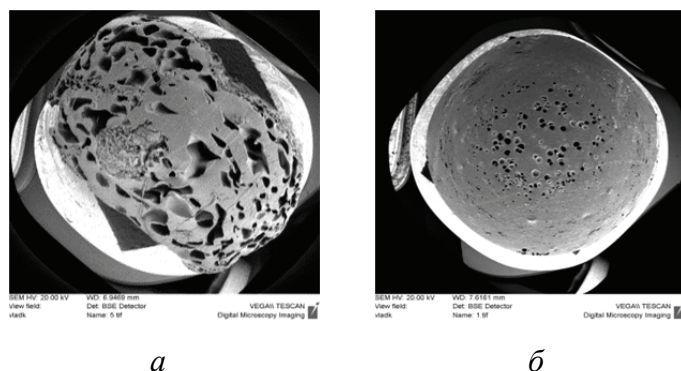 SEM HV: 20.00 kV WD: 6.9469 mm
View field: Det: BSE Detector VEGA\\ TESCAN
vladk Name: 5.tif Digital Microscopy Imaging
SEM HV: 20.00 kV WD: 7.6161 mm
View field: Det: BSE Detector VEGA\\ TESCAN
vladk Name: 1.tif Digital Microscopy Imaging
а
б